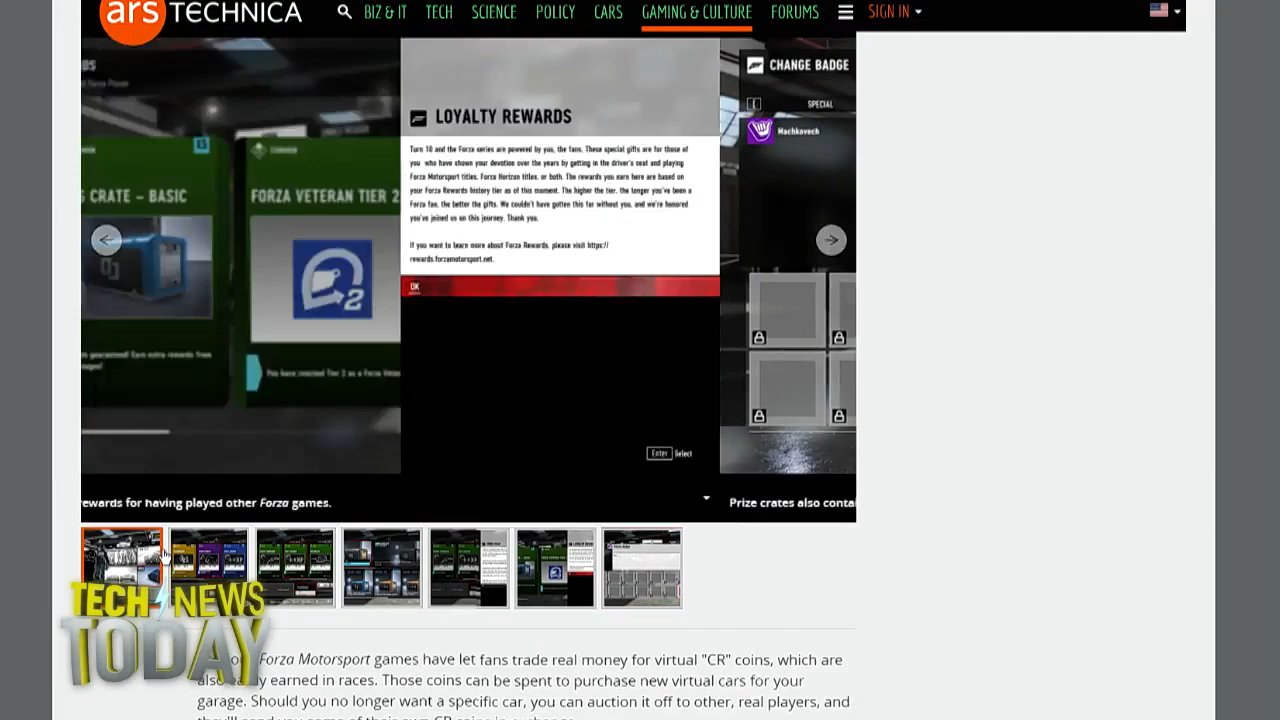 ars TECHNICA
BIZ & IT TECH SCIENCE POLICY CARS GAMING & CULTURE FORUMS SIGN IN
CRATE – BASIC
FORZA VETERAN TIER 2
2
LOYALTY REWARDS
Turn 10 and the Forza series are powered by you, the fans. These special gifts are for those of
you who have shown your devotion over the years by getting in the driver's seat and playing
Forza Motorsport titles, Forza Horizon titles, or both. The rewards you earn here are based on
your Forza Rewards history tier as of this moment. The higher the tier, the longer you've been a
Forza fan, the better the gifts. We couldn't have gotten this far without you, and we're honored
you've joined us on this journey. Thank you.
If you want to learn more about Forza Rewards, please visit https://
rewards.forzamotorsport.net.
OK
Enter Select
CHANGE BADGE
SPECIAL
Machkovech
ewards for having played other Forza games.
Prize crates also contai
TECH NEWS
TODAY
Forza Motorsport games have let fans trade real money for virtual "CR" coins, which are
earned in races. Those coins can be spent to purchase new virtual cars for your
garage. Should you no longer want a specific car, you can auction it off to other, real players, and